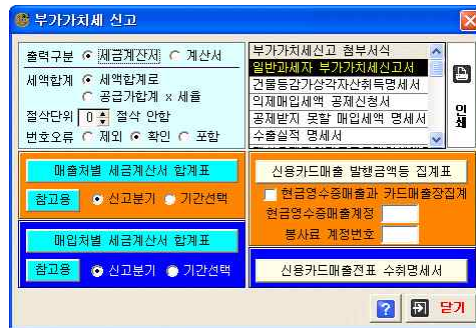 부가가치세 신고
출력구분 세금계산서 계산서
세액합계 세액합계로
공급가합계 x 세율
절삭단위 0 절삭 안함
번호오류 제외 확인 포함
부가가치세신고 첨부서식
일반과세자 부가가치세신고서
건물등감가상각자산취득명세서
의제매입세액 공제신청서
공제받지 못할 매입세액 명세서
수출실적 명세서
인쇄
매출처별 세금계산서 합계표
참고용 신고분기 기간선택
매입처별 세금계산서 합계표
참고용 신고분기 기간선택
신용카드매출 발행금액등 집계표
현금영수증매출과 카드매출장집계
현금영수증매출계정
봉사료 계정번호
신용카드매출전표 수취명세서
? 닫기